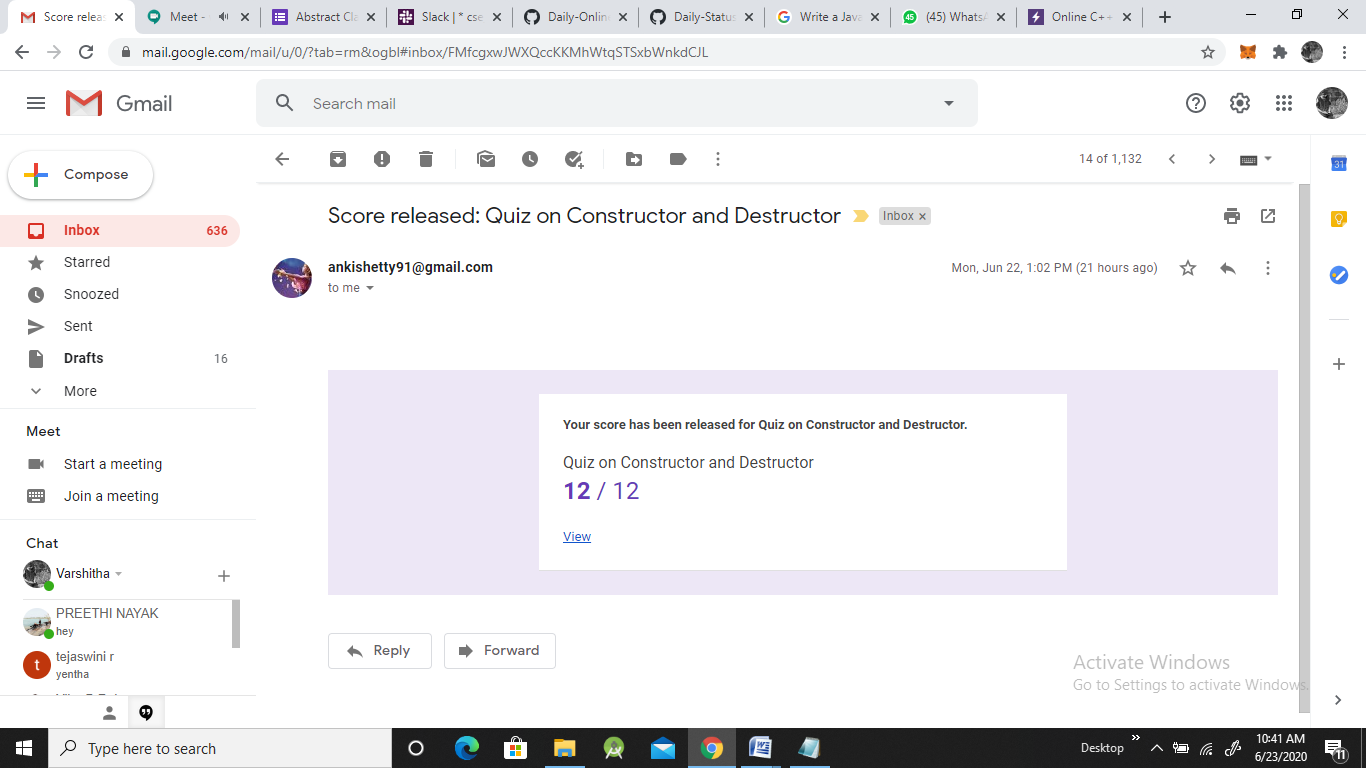 Score releas
Meet -
Abstract Cla
Slack | * cse
Daily-Onlin
Daily-Status
Write a Java
(45) WhatsA
Online C++
mail.google.com/mail/u/0/?tab=rm&ogbl#inbox/FMfcgxwJWXQccKKMhWtqSTSxbWnkdCJL
Gmail
Search mail
Compose
14 of 1,132
Inbox 636
Starred
Snoozed
Sent
Drafts 16
More
Meet
Start a meeting
Join a meeting
Chat
Varshitha
PREETHI NAYAK
hey
tejaswini r
yentha
Score released: Quiz on Constructor and Destructor
Inbox x
ankishetty91@gmail.com
Mon, Jun 22, 1:02 PM (21 hours ago)
to me
Your score has been released for Quiz on Constructor and Destructor.
Quiz on Constructor and Destructor
12 / 12
View
Reply
Forward
31
Activate Windows
Go to Settings to activate Windows.
Type here to search
Desktop
10:41 AM
6/23/2020
11